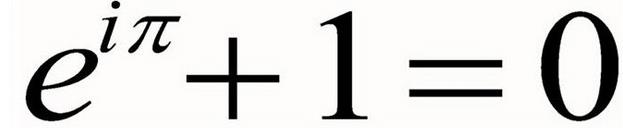 e^{iπ} + 1 = 0